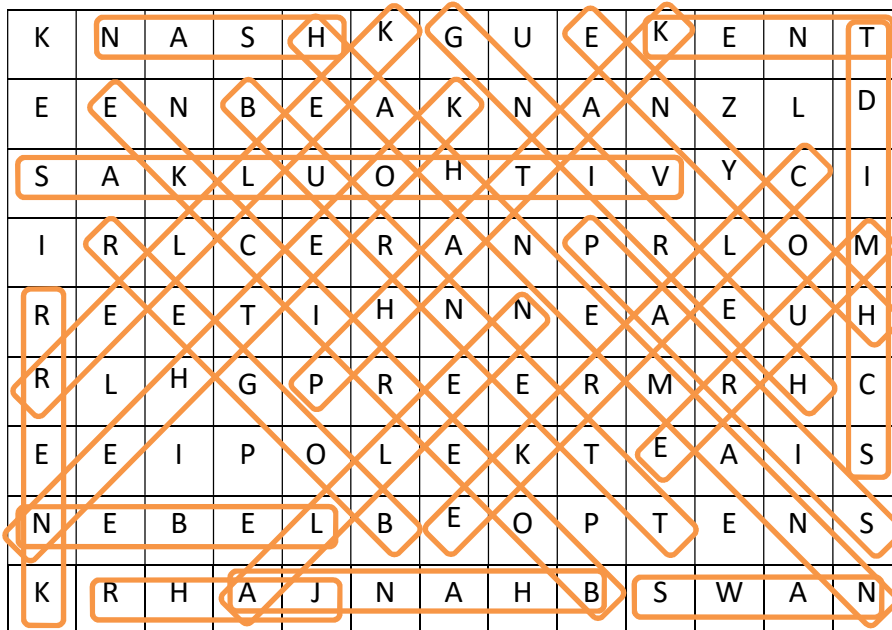 K N A S H K G U E K E N T
E E N B E A K N A N Z L D
S A K L U O H T I V Y C I
I R L C E R A N P R L O M
R E E T I H N N E A E U H
R L H G P R E E R M R H C
E E I P O L E K T E A I S
N E B E L B E O P T E N S
K R H A J N A H B S W A N